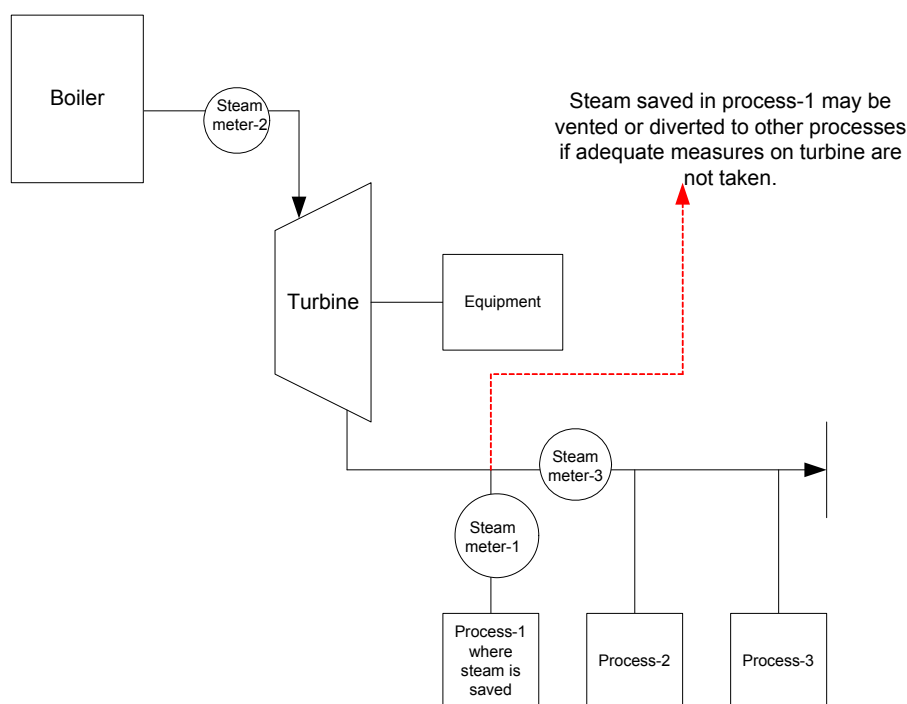 Boiler
Steam
meter-2
Steam saved in process-1 may be
vented or diverted to other processes
if adequate measures on turbine are
not taken.
Turbine
Equipment
Steam
meter-3
Steam
meter-1
Process-1
where
steam is
saved
Process-2
Process-3